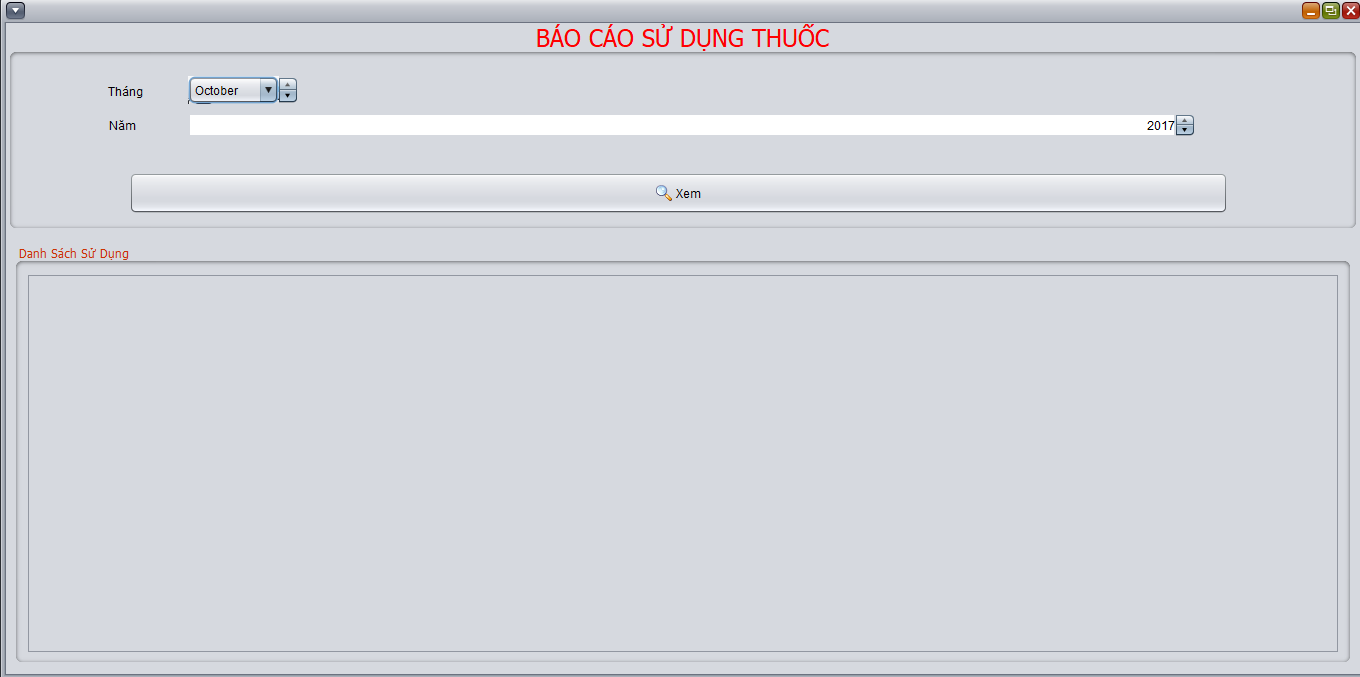 BÁO CÁO SỬ DỤNG THUỐC
Tháng
October
Năm
2017
Xem
Danh Sách Sử Dụng